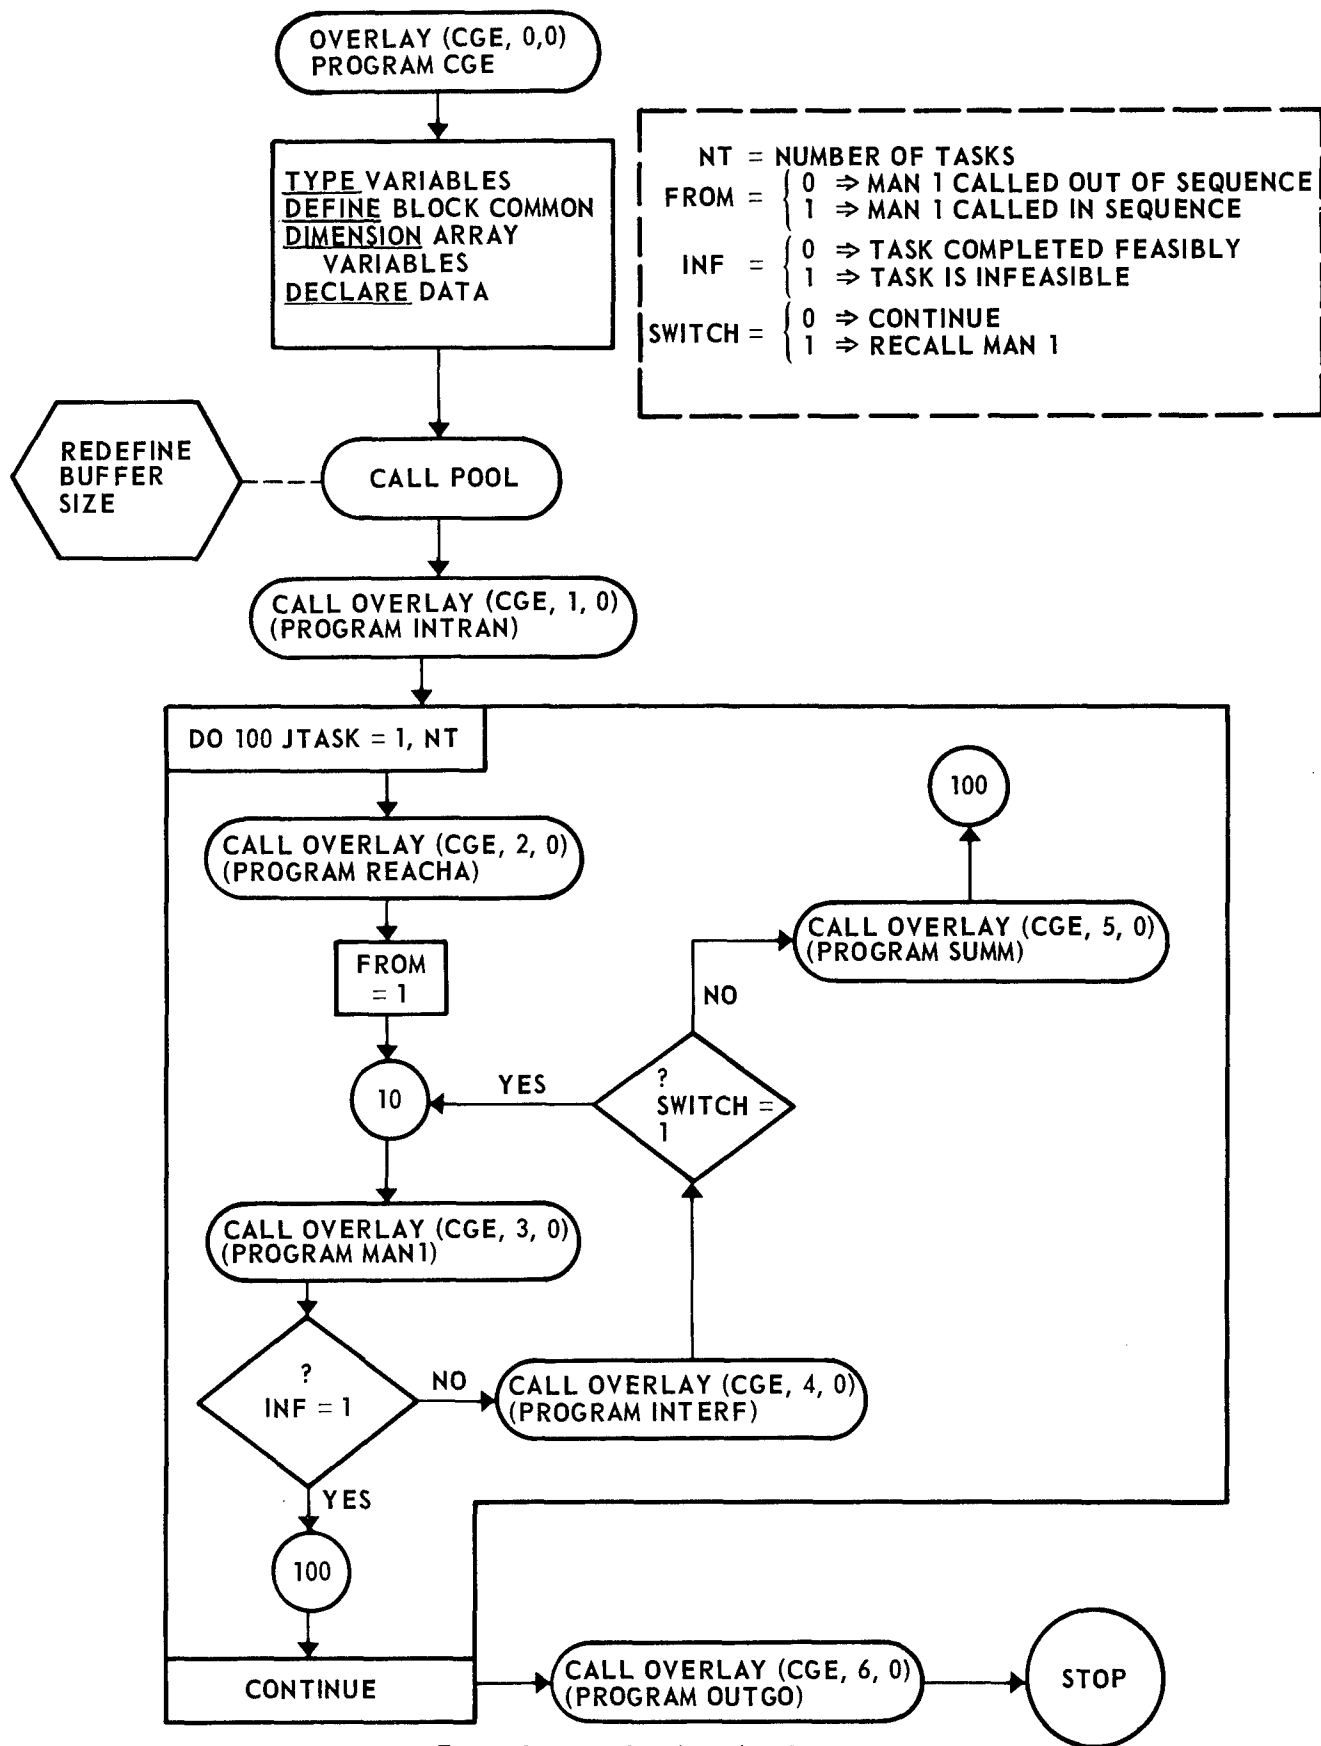 OVERLAY (CGE, 0,0)
PROGRAM CGE
TYPE VARIABLES
DEFINE BLOCK COMMON
DIMENSION ARRAY
VARIABLES
DECLARE DATA
NT = NUMBER OF TASKS
FROM = { 0 ⇒ MAN 1 CALLED OUT OF SEQUENCE
1 ⇒ MAN 1 CALLED IN SEQUENCE
INF = { 0 ⇒ TASK COMPLETED FEASIBLY
1 ⇒ TASK IS INFEASIBLE
SWITCH = { 0 ⇒ CONTINUE
1 ⇒ RECALL MAN 1
REDEFINE
BUFFER
SIZE
CALL POOL
CALL OVERLAY (CGE, 1, 0)
(PROGRAM INTRAN)
DO 100 JTASK = 1, NT
100
CALL OVERLAY (CGE, 2, 0)
(PROGRAM REACHA)
CALL OVERLAY (CGE, 5, 0)
(PROGRAM SUMM)
FROM
= 1
NO
10
YES
?
SWITCH =
1
CALL OVERLAY (CGE, 3, 0)
(PROGRAM MAN1)
?
INF = 1
NO
CALL OVERLAY (CGE, 4, 0)
(PROGRAM INTERF)
YES
100
CONTINUE
CALL OVERLAY (CGE, 6, 0)
(PROGRAM OUTGO)
STOP